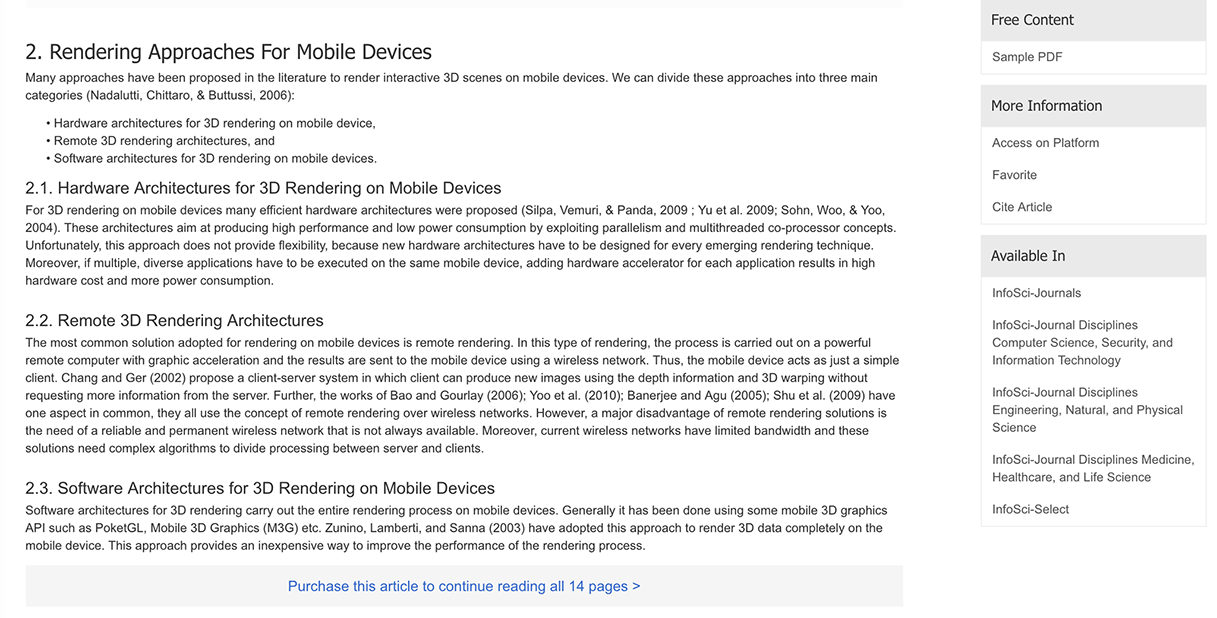 2. Rendering Approaches For Mobile Devices
Many approaches have been proposed in the literature to render interactive 3D scenes on mobile devices. We can divide these approaches into three main
categories (Nadalutti, Chittaro, & Buttussi, 2006):
• Hardware architectures for 3D rendering on mobile device,
• Remote 3D rendering architectures, and
• Software architectures for 3D rendering on mobile devices.
2.1. Hardware Architectures for 3D Rendering on Mobile Devices
For 3D rendering on mobile devices many efficient hardware architectures were proposed (Silpa, Vemuri, & Panda, 2009 ; Yu et al. 2009; Sohn, Woo, & Yoo,
2004). These architectures aim at producing high performance and low power consumption by exploiting parallelism and multithreaded co-processor concepts.
Unfortunately, this approach does not provide flexibility, because new hardware architectures have to be designed for every emerging rendering technique.
Moreover, if multiple, diverse applications have to be executed on the same mobile device, adding hardware accelerator for each application results in high
hardware cost and more power consumption.
2.2. Remote 3D Rendering Architectures
The most common solution adopted for rendering on mobile devices is remote rendering. In this type of rendering, the process is carried out on a powerful
remote computer with graphic acceleration and the results are sent to the mobile device using a wireless network. Thus, the mobile device acts as just a simple
client. Chang and Ger (2002) propose a client-server system in which client can produce new images using the depth information and 3D warping without
requesting more information from the server. Further, the works of Bao and Gourlay (2006); Yoo et al. (2010); Banerjee and Agu (2005); Shu et al. (2009) have
one aspect in common, they all use the concept of remote rendering over wireless networks. However, a major disadvantage of remote rendering solutions is
the need of a reliable and permanent wireless network that is not always available. Moreover, current wireless networks have limited bandwidth and these
solutions need complex algorithms to divide processing between server and clients.
2.3. Software Architectures for 3D Rendering on Mobile Devices
Software architectures for 3D rendering carry out the entire rendering process on mobile devices. Generally it has been done using some mobile 3D graphics
API such as PoketGL, Mobile 3D Graphics (M3G) etc. Zunino, Lamberti, and Sanna (2003) have adopted this approach to render 3D data completely on the
mobile device. This approach provides an inexpensive way to improve the performance of the rendering process.
Purchase this article to continue reading all 14 pages >
Free Content
Sample PDF
More Information
Access on Platform
Favorite
Cite Article
Available In
InfoSci-Journals
InfoSci-Journal Disciplines
Computer Science, Security, and
Information Technology
InfoSci-Journal Disciplines
Engineering, Natural, and Physical
Science
InfoSci-Journal Disciplines Medicine,
Healthcare, and Life Science
InfoSci-Select